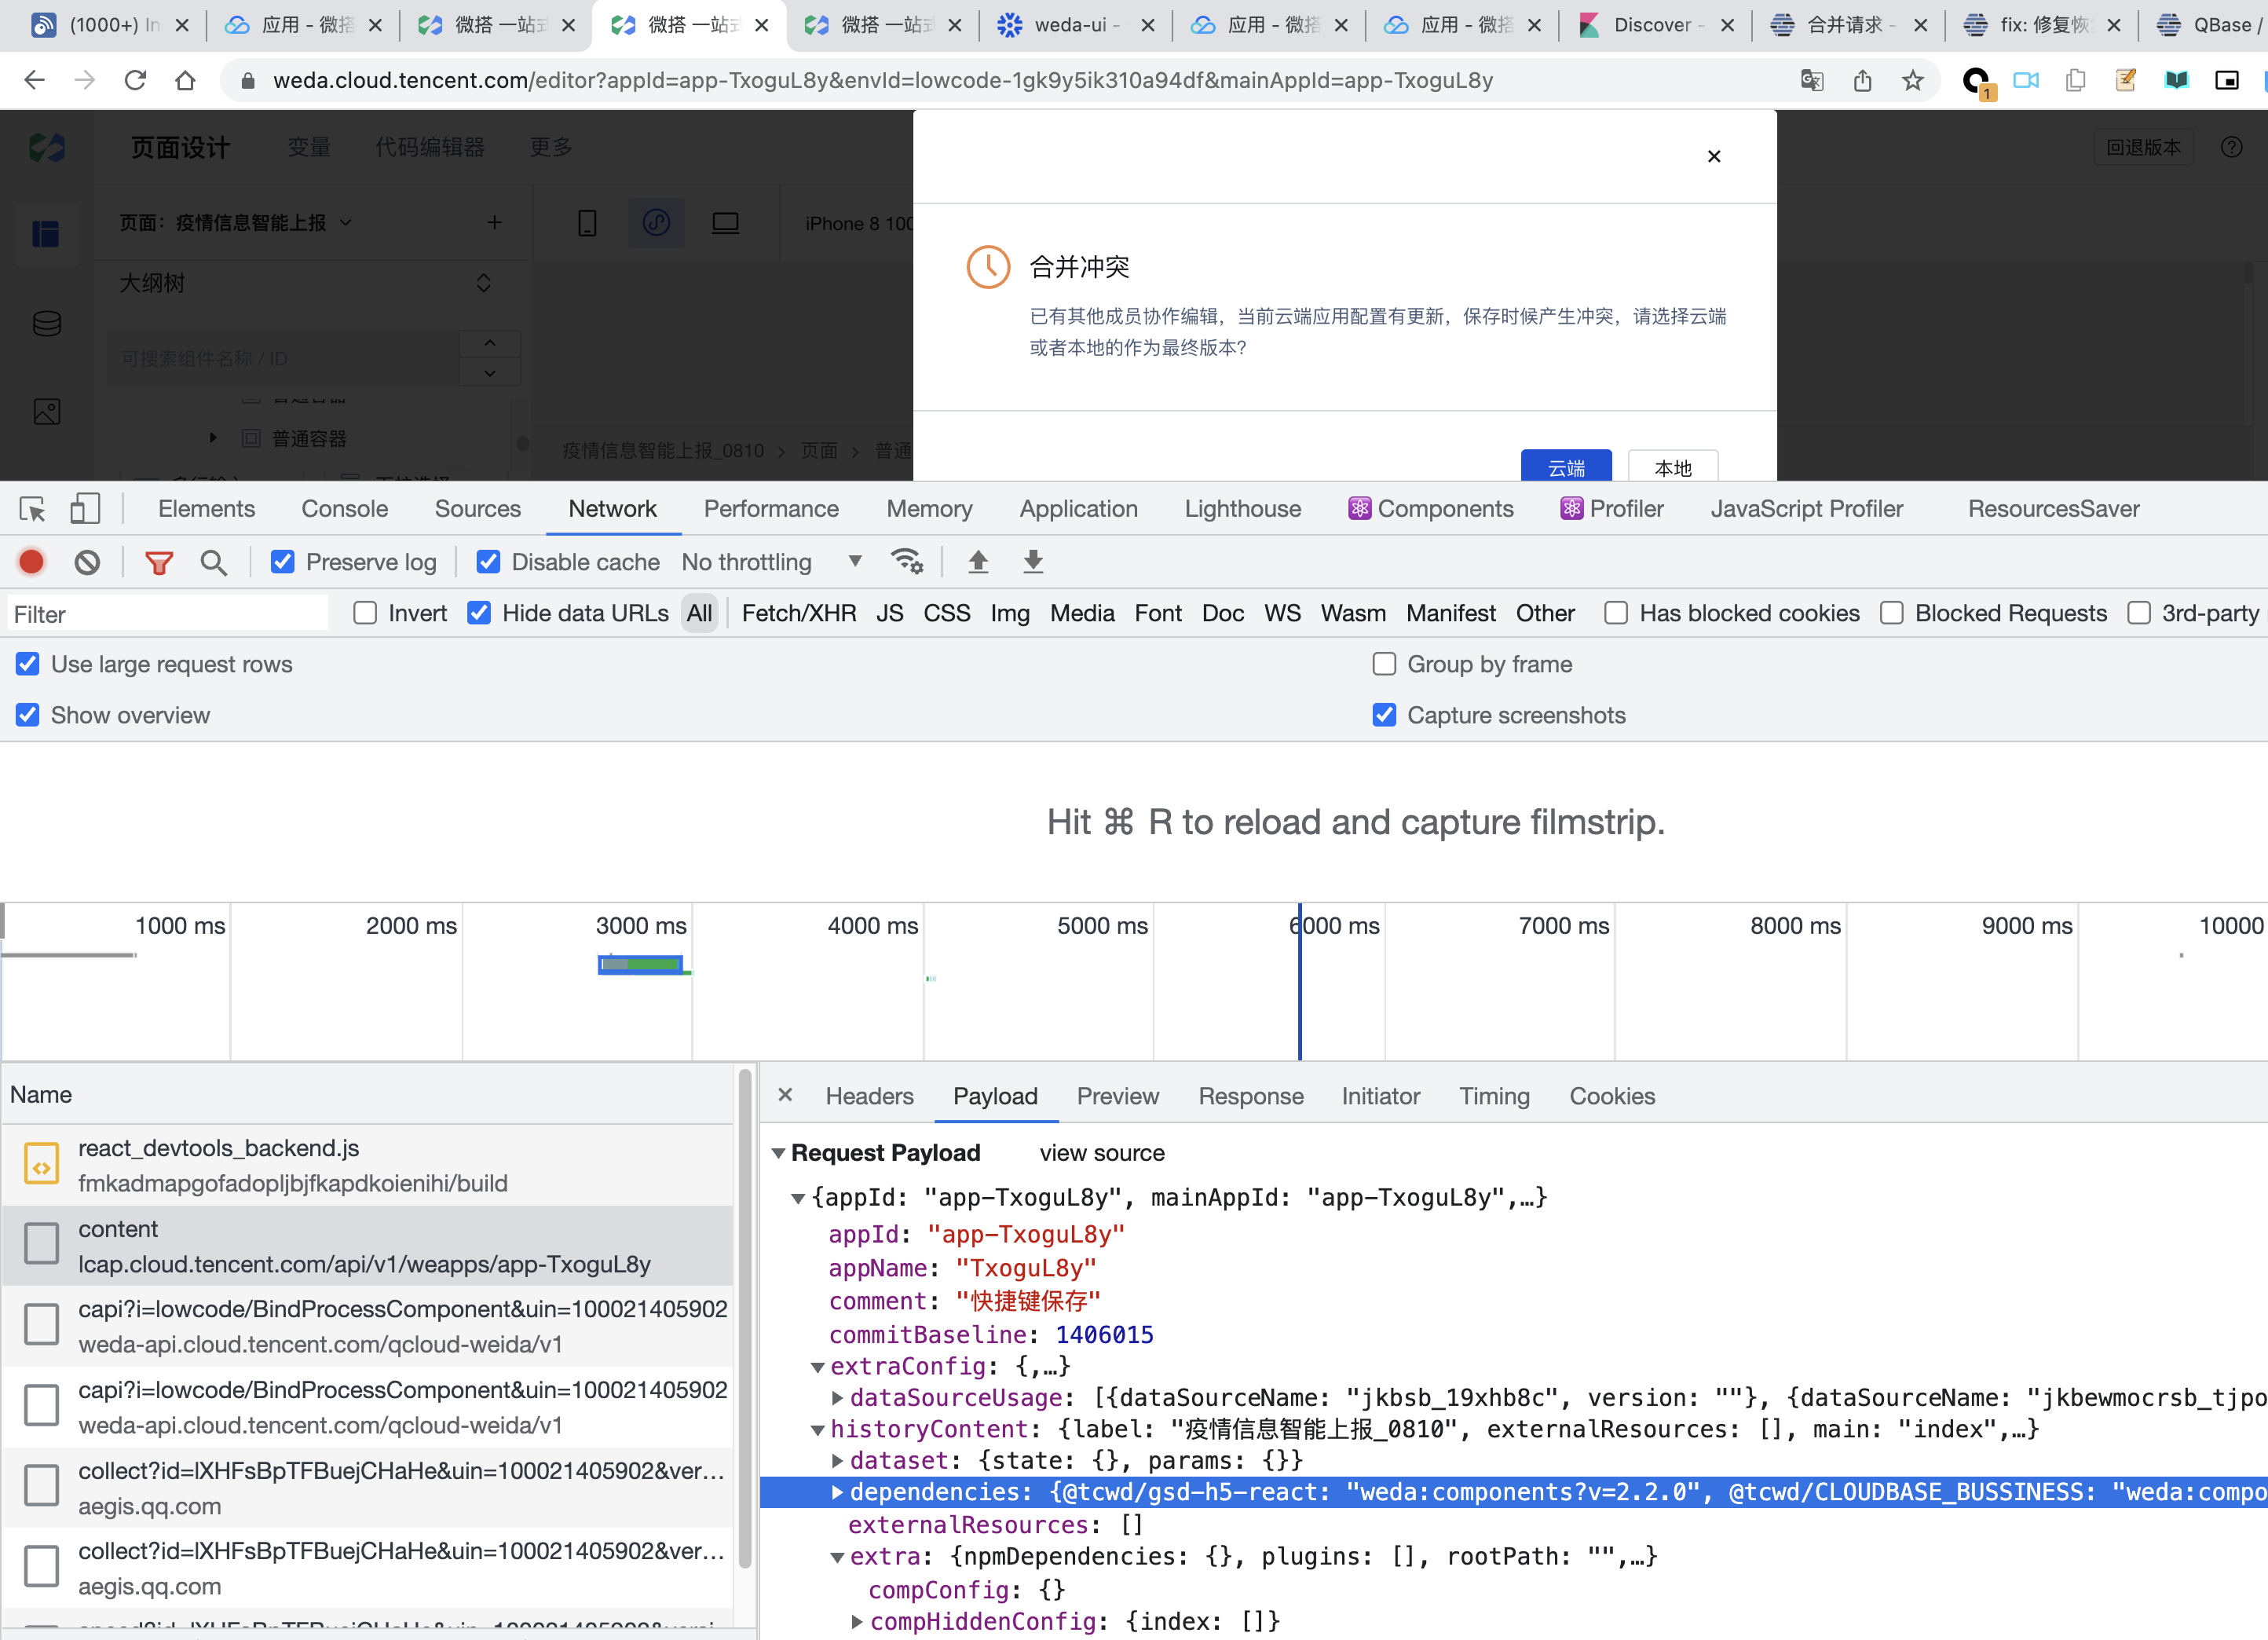 (1000+) In
应用 - 微搭
微搭 一站式
微搭 一站式
微搭 一站式
weda-ui -
应用 - 微搭
应用 - 微搭
Discover -
合并请求 -
fix: 修复恢
QBase /
weda.cloud.tencent.com/editor?appId=app-TxoguL8y&envId=lowcode-1gk9y5ik310a94df&mainAppId=app-TxoguL8y
1
页面设计 变量 代码编辑器 更多
回退版本
页面：疫情信息智能上报
iPhone 8 100
大纲树
可搜索组件名称 / ID
普通容器
普通容器
疫情信息智能上报_0810 > 页面 > 普通
合并冲突
已有其他成员协作编辑，当前云端应用配置有更新，保存时候产生冲突，请选择云端
或者本地的作为最终版本？
云端 本地
Elements Console Sources Network Performance Memory Application Lighthouse Components Profiler JavaScript Profiler ResourcesSaver
Preserve log Disable cache No throttling
Filter Invert Hide data URLs All Fetch/XHR JS CSS Img Media Font Doc WS Wasm Manifest Other Has blocked cookies Blocked Requests 3rd-party
Use large request rows Group by frame
Show overview Capture screenshots
Hit ⌘ R to reload and capture filmstrip.
1000 ms 2000 ms 3000 ms 4000 ms 5000 ms 6000 ms 7000 ms 8000 ms 9000 ms 10000
Name
react_devtools_backend.js
fmkadmapgofadopljbjfkapdkoienihi/build
content
lcap.cloud.tencent.com/api/v1/weapps/app-TxoguL8y
capi?i=lowcode/BindProcessComponent&uin=100021405902
weda-api.cloud.tencent.com/qcloud-weida/v1
capi?i=lowcode/BindProcessComponent&uin=100021405902
weda-api.cloud.tencent.com/qcloud-weida/v1
collect?id=lXHFsBpTFBuejCHaHe&uin=100021405902&ver…
aegis.qq.com
collect?id=lXHFsBpTFBuejCHaHe&uin=100021405902&ver…
aegis.qq.com
Headers Payload Preview Response Initiator Timing Cookies
Request Payload view source
{appId: "app-TxoguL8y", mainAppId: "app-TxoguL8y",…}
appId: "app-TxoguL8y"
appName: "TxoguL8y"
comment: "快捷键保存"
commitBaseline: 1406015
extraConfig: {,…}
dataSourceUsage: [{dataSourceName: "jkbsb_19xhb8c", version: ""}, {dataSourceName: "jkbewmocrsb_tjpo
historyContent: {label: "疫情信息智能上报_0810", externalResources: [], main: "index",…}
dataset: {state: {}, params: {}}
dependencies: {@tcwd/gsd-h5-react: "weda:components?v=2.2.0", @tcwd/CLOUDBASE_BUSSINESS: "weda:compo
externalResources: []
extra: {npmDependencies: {}, plugins: [], rootPath: "",…}
compConfig: {}
compHiddenConfig: {index: []}